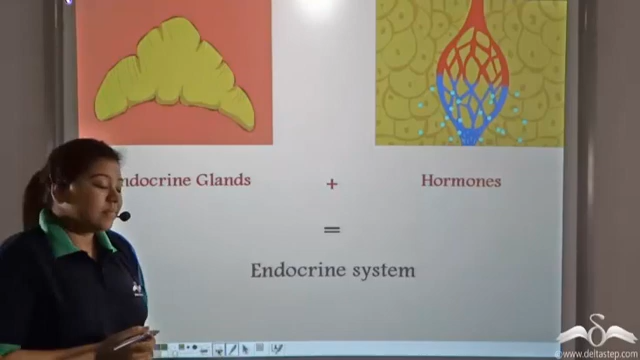 ndocrine Glands + Hormones
=
Endocrine system
©www.deltastep.com